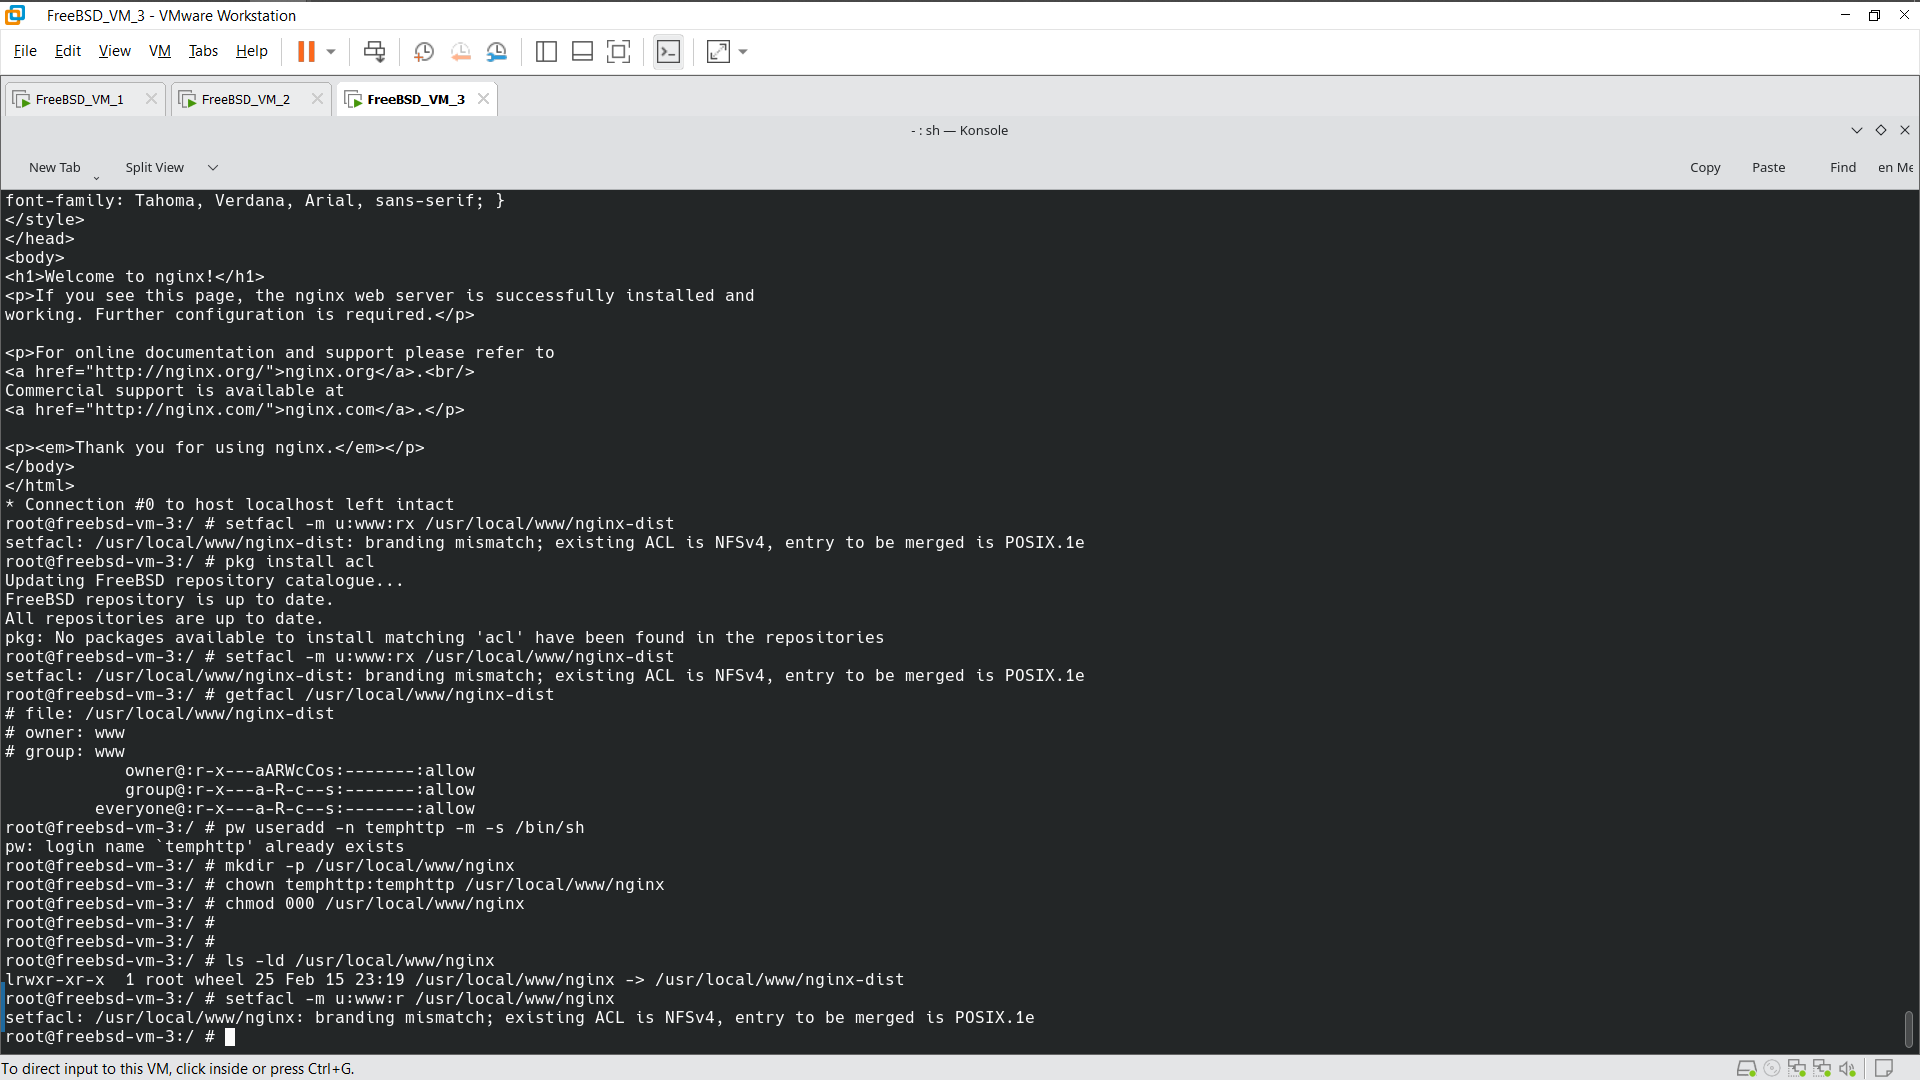 FreeBSD_VM_3 - VMware Workstation
File Edit View VM Tabs Help
FreeBSD_VM_1 FreeBSD_VM_2 FreeBSD_VM_3
- : sh — Konsole
New Tab Split View Copy Paste Find en Me
font-family: Tahoma, Verdana, Arial, sans-serif; }
</style>
</head>
<body>
<h1>Welcome to nginx!</h1>
<p>If you see this page, the nginx web server is successfully installed and
working. Further configuration is required.</p>
<p>For online documentation and support please refer to
<a href="http://nginx.org/">nginx.org</a>.<br/>
Commercial support is available at
<a href="http://nginx.com/">nginx.com</a>.</p>
<p><em>Thank you for using nginx.</em></p>
</body>
</html>
* Connection #0 to host localhost left intact
root@freebsd-vm-3:/ # setfacl -m u:www:rx /usr/local/www/nginx-dist
setfacl: /usr/local/www/nginx-dist: branding mismatch; existing ACL is NFSv4, entry to be merged is POSIX.1e
root@freebsd-vm-3:/ # pkg install acl
Updating FreeBSD repository catalogue...
FreeBSD repository is up to date.
All repositories are up to date.
pkg: No packages available to install matching 'acl' have been found in the repositories
root@freebsd-vm-3:/ # setfacl -m u:www:rx /usr/local/www/nginx-dist
setfacl: /usr/local/www/nginx-dist: branding mismatch; existing ACL is NFSv4, entry to be merged is POSIX.1e
root@freebsd-vm-3:/ # getfacl /usr/local/www/nginx-dist
# file: /usr/local/www/nginx-dist
# owner: www
# group: www
            owner@:r-x---aARWcCos:-------:allow
            group@:r-x---a-R-c--s:-------:allow
         everyone@:r-x---a-R-c--s:-------:allow
root@freebsd-vm-3:/ # pw useradd -n temphttp -m -s /bin/sh
pw: login name `temphttp' already exists
root@freebsd-vm-3:/ # mkdir -p /usr/local/www/nginx
root@freebsd-vm-3:/ # chown temphttp:temphttp /usr/local/www/nginx
root@freebsd-vm-3:/ # chmod 000 /usr/local/www/nginx
root@freebsd-vm-3:/ #
root@freebsd-vm-3:/ #
root@freebsd-vm-3:/ # ls -ld /usr/local/www/nginx
lrwxr-xr-x  1 root wheel 25 Feb 15 23:19 /usr/local/www/nginx -> /usr/local/www/nginx-dist
root@freebsd-vm-3:/ # setfacl -m u:www:r /usr/local/www/nginx
setfacl: /usr/local/www/nginx: branding mismatch; existing ACL is NFSv4, entry to be merged is POSIX.1e
root@freebsd-vm-3:/ #
To direct input to this VM, click inside or press Ctrl+G.